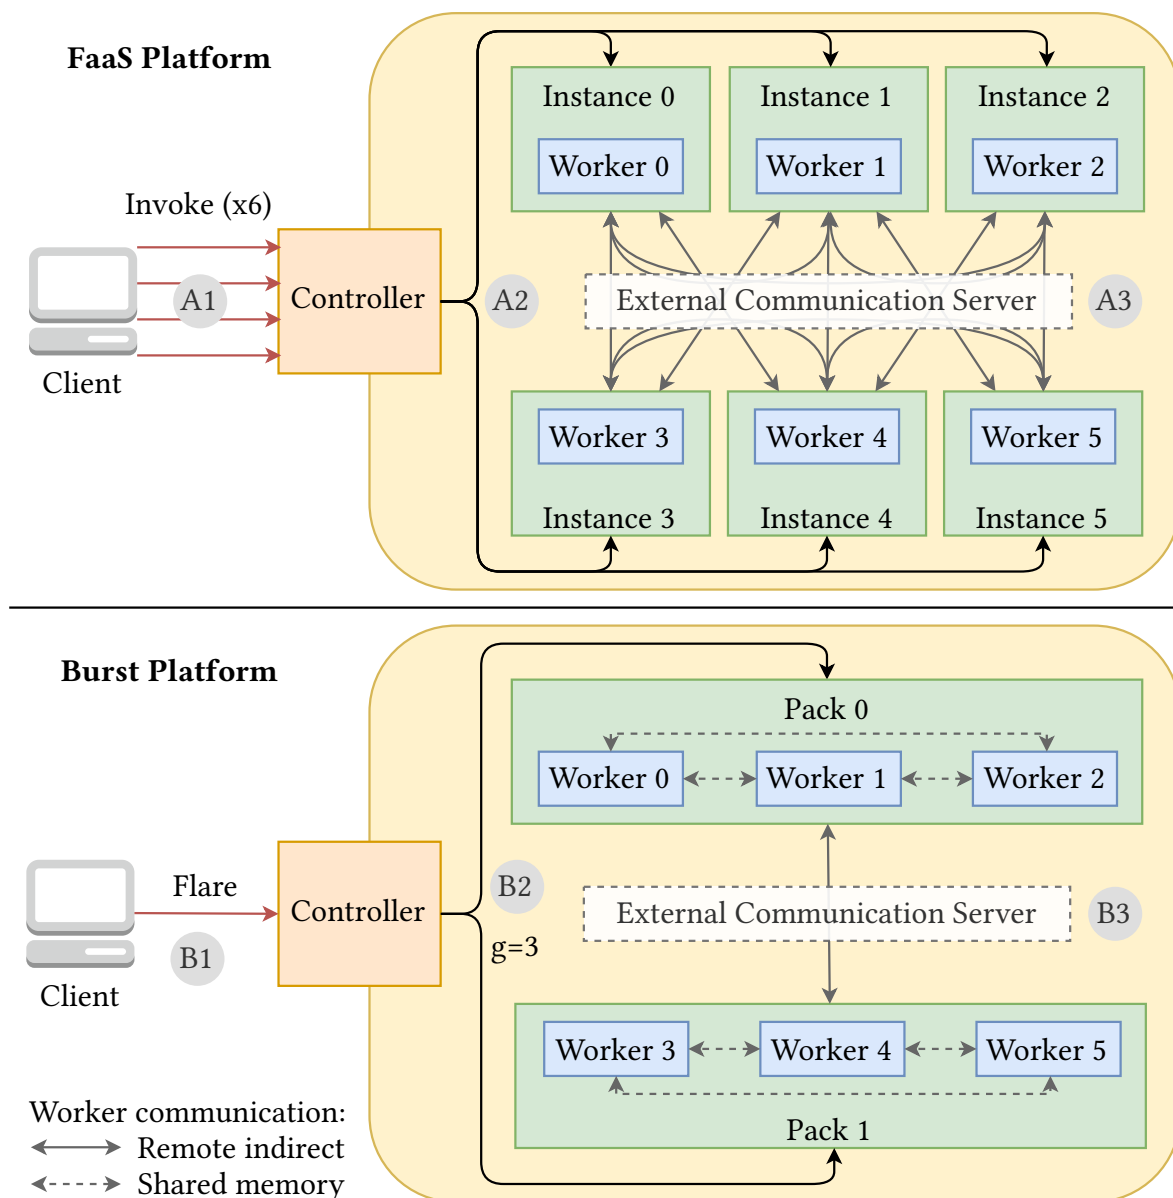 FaaS Platform
Instance 0
Instance 1
Instance 2
Worker 0
Worker 1
Worker 2
Invoke (x6)
A1
Controller
A2
External Communication Server
A3
Client
Worker 3
Worker 4
Worker 5
Instance 3
Instance 4
Instance 5
Burst Platform
Pack 0
Worker 0
Worker 1
Worker 2
Flare
B1
Controller
B2
g=3
External Communication Server
B3
Client
Worker 3
Worker 4
Worker 5
Pack 1
Worker communication:
Remote indirect
Shared memory